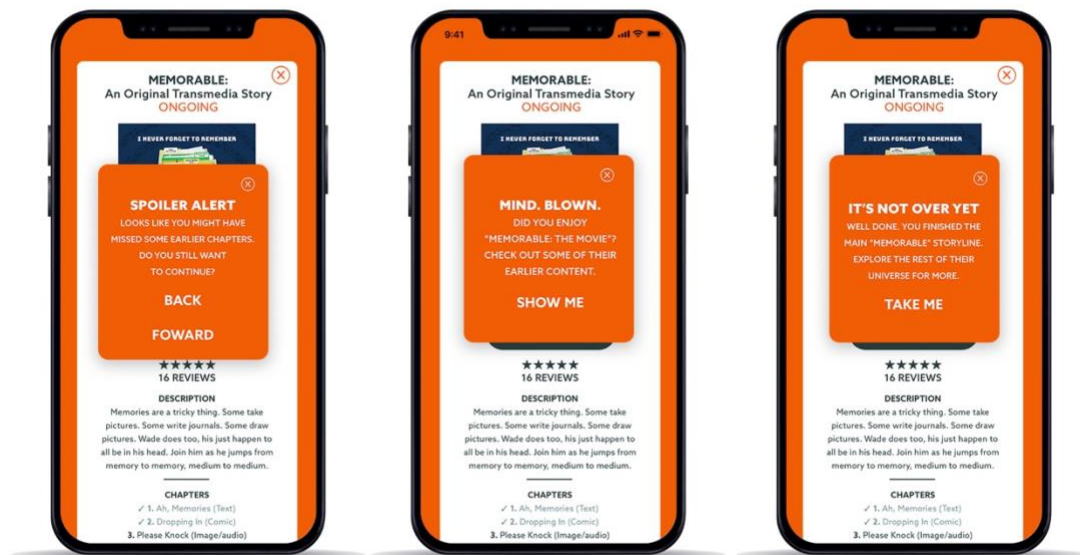 MEMORABLE:
An Original Transmedia Story
ONGOING
I NEVER FORGET TO REMEMBER
SPOILER ALERT
LOOKS LIKE YOU MIGHT HAVE
MISSED SOME EARLIER CHAPTERS.
DO YOU STILL WANT
TO CONTINUE?
BACK
FOWARD
★★★★★
16 REVIEWS
DESCRIPTION
Memories are a tricky thing. Some take
pictures. Some write journals. Some draw
pictures. Wade does too, his just happen to
all be in his head. Join him as he jumps from
memory to memory, medium to medium.
CHAPTERS
✓ 1. Ah, Memories (Text)
✓ 2. Dropping In (Comic)
3. Please Knock (Image/audio)
9:41
MEMORABLE:
An Original Transmedia Story
ONGOING
I NEVER FORGET TO REMEMBER
MIND. BLOWN.
DID YOU ENJOY
"MEMORABLE: THE MOVIE"?
CHECK OUT SOME OF THEIR
EARLIER CONTENT.
SHOW ME
★★★★★
16 REVIEWS
DESCRIPTION
Memories are a tricky thing. Some take
pictures. Some write journals. Some draw
pictures. Wade does too, his just happen to
all be in his head. Join him as he jumps from
memory to memory, medium to medium.
CHAPTERS
✓ 1. Ah, Memories (Text)
✓ 2. Dropping In (Comic)
3. Please Knock (Image/audio)
MEMORABLE:
An Original Transmedia Story
ONGOING
I NEVER FORGET TO REMEMBER
IT'S NOT OVER YET
WELL DONE. YOU FINISHED THE
MAIN "MEMORABLE" STORYLINE.
EXPLORE THE REST OF THEIR
UNIVERSE FOR MORE.
TAKE ME
★★★★★
16 REVIEWS
DESCRIPTION
Memories are a tricky thing. Some take
pictures. Some write journals. Some draw
pictures. Wade does too, his just happen to
all be in his head. Join him as he jumps from
memory to memory, medium to medium.
CHAPTERS
✓ 1. Ah, Memories (Text)
✓ 2. Dropping In (Comic)
3. Please Knock (Image/audio)